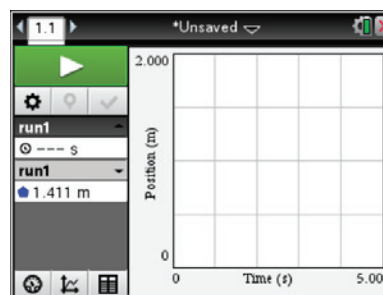 1.1
*Unsaved
run1
--- s
run1
1.411 m
2.000
Position (m)
0
0
Time (s)
5.00